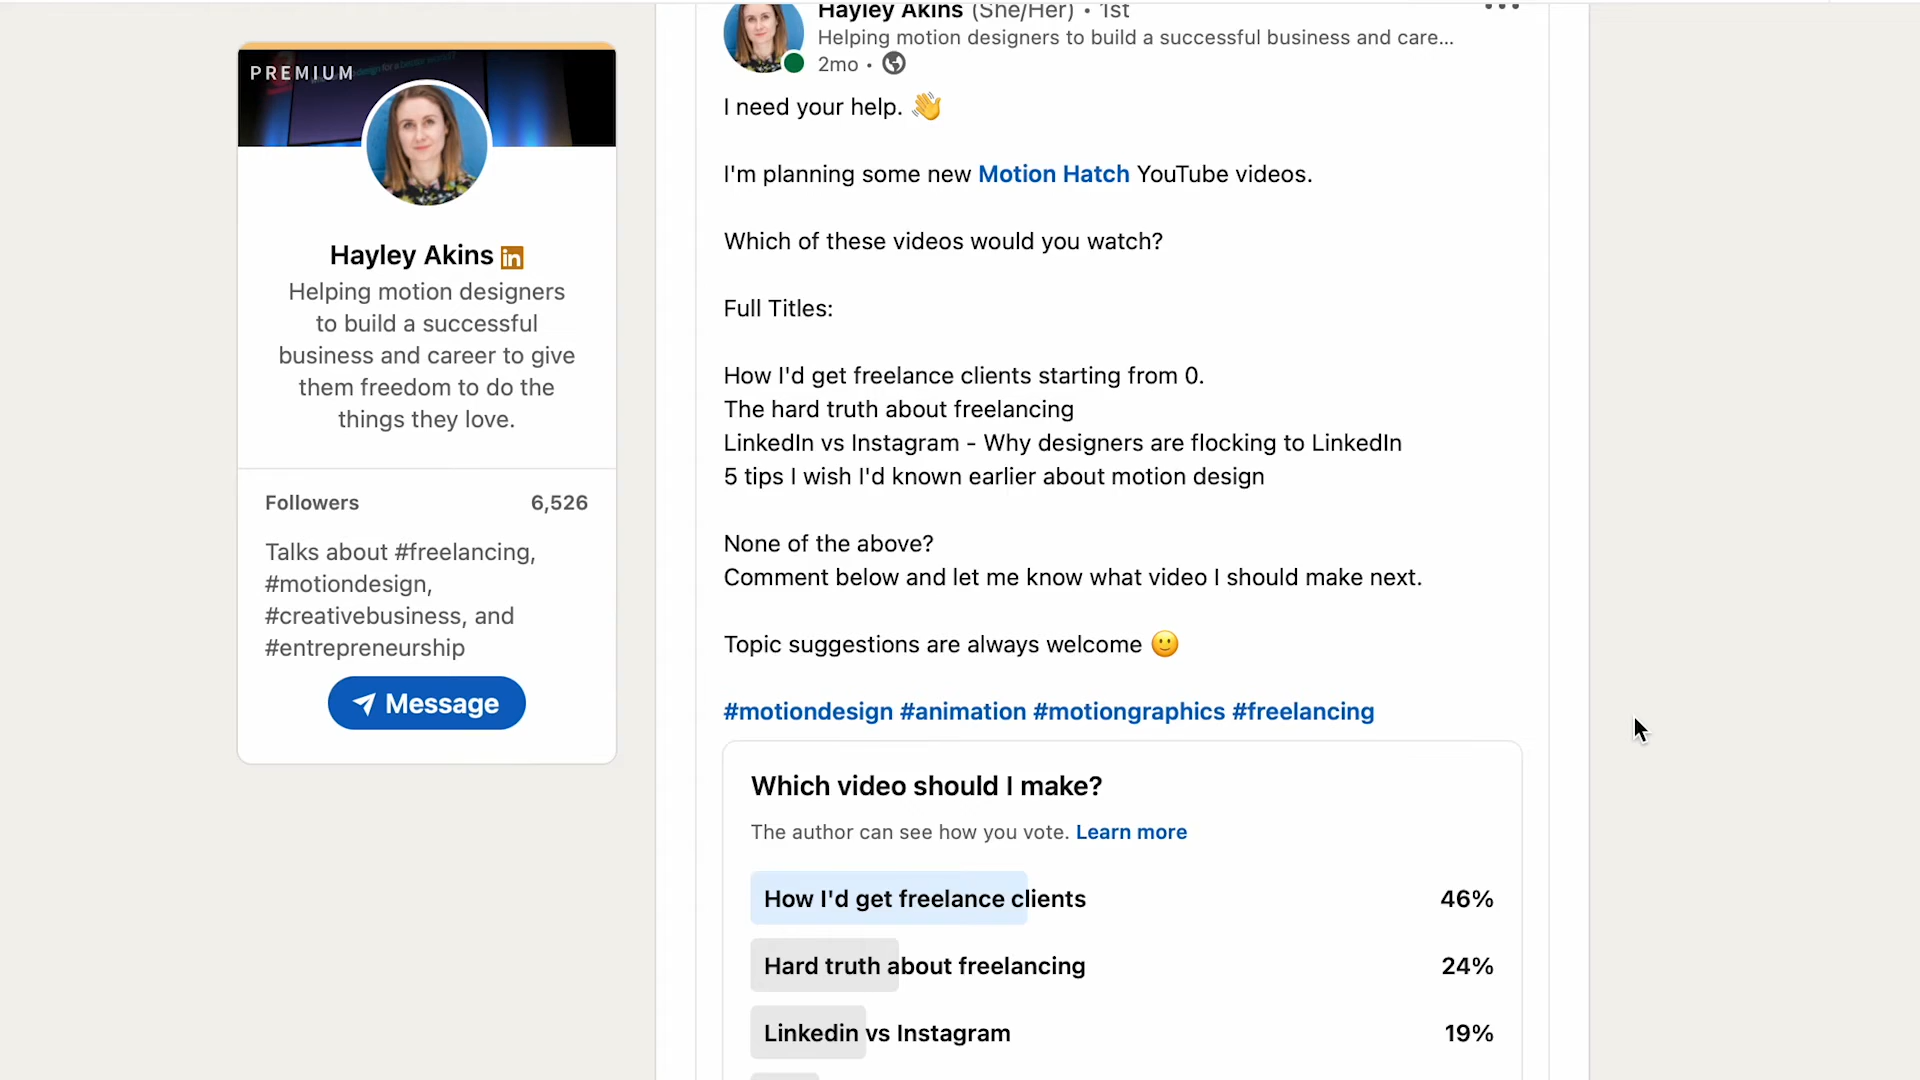 PREMIUM
Hayley Akins in
Helping motion designers
to build a successful
business and career to give
them freedom to do the
things they love.
Followers 6,526
Talks about #freelancing,
#motiondesign,
#creativebusiness, and
#entrepreneurship
Message
Hayley Akins (She/Her) • 1st
Helping motion designers to build a successful business and care...
2mo •
I need your help. 👋
I'm planning some new Motion Hatch YouTube videos.
Which of these videos would you watch?
Full Titles:
How I'd get freelance clients starting from 0.
The hard truth about freelancing
LinkedIn vs Instagram - Why designers are flocking to LinkedIn
5 tips I wish I'd known earlier about motion design
None of the above?
Comment below and let me know what video I should make next.
Topic suggestions are always welcome 🙂
#motiondesign #animation #motiongraphics #freelancing
Which video should I make?
The author can see how you vote. Learn more
How I'd get freelance clients 46%
Hard truth about freelancing 24%
Linkedin vs Instagram 19%